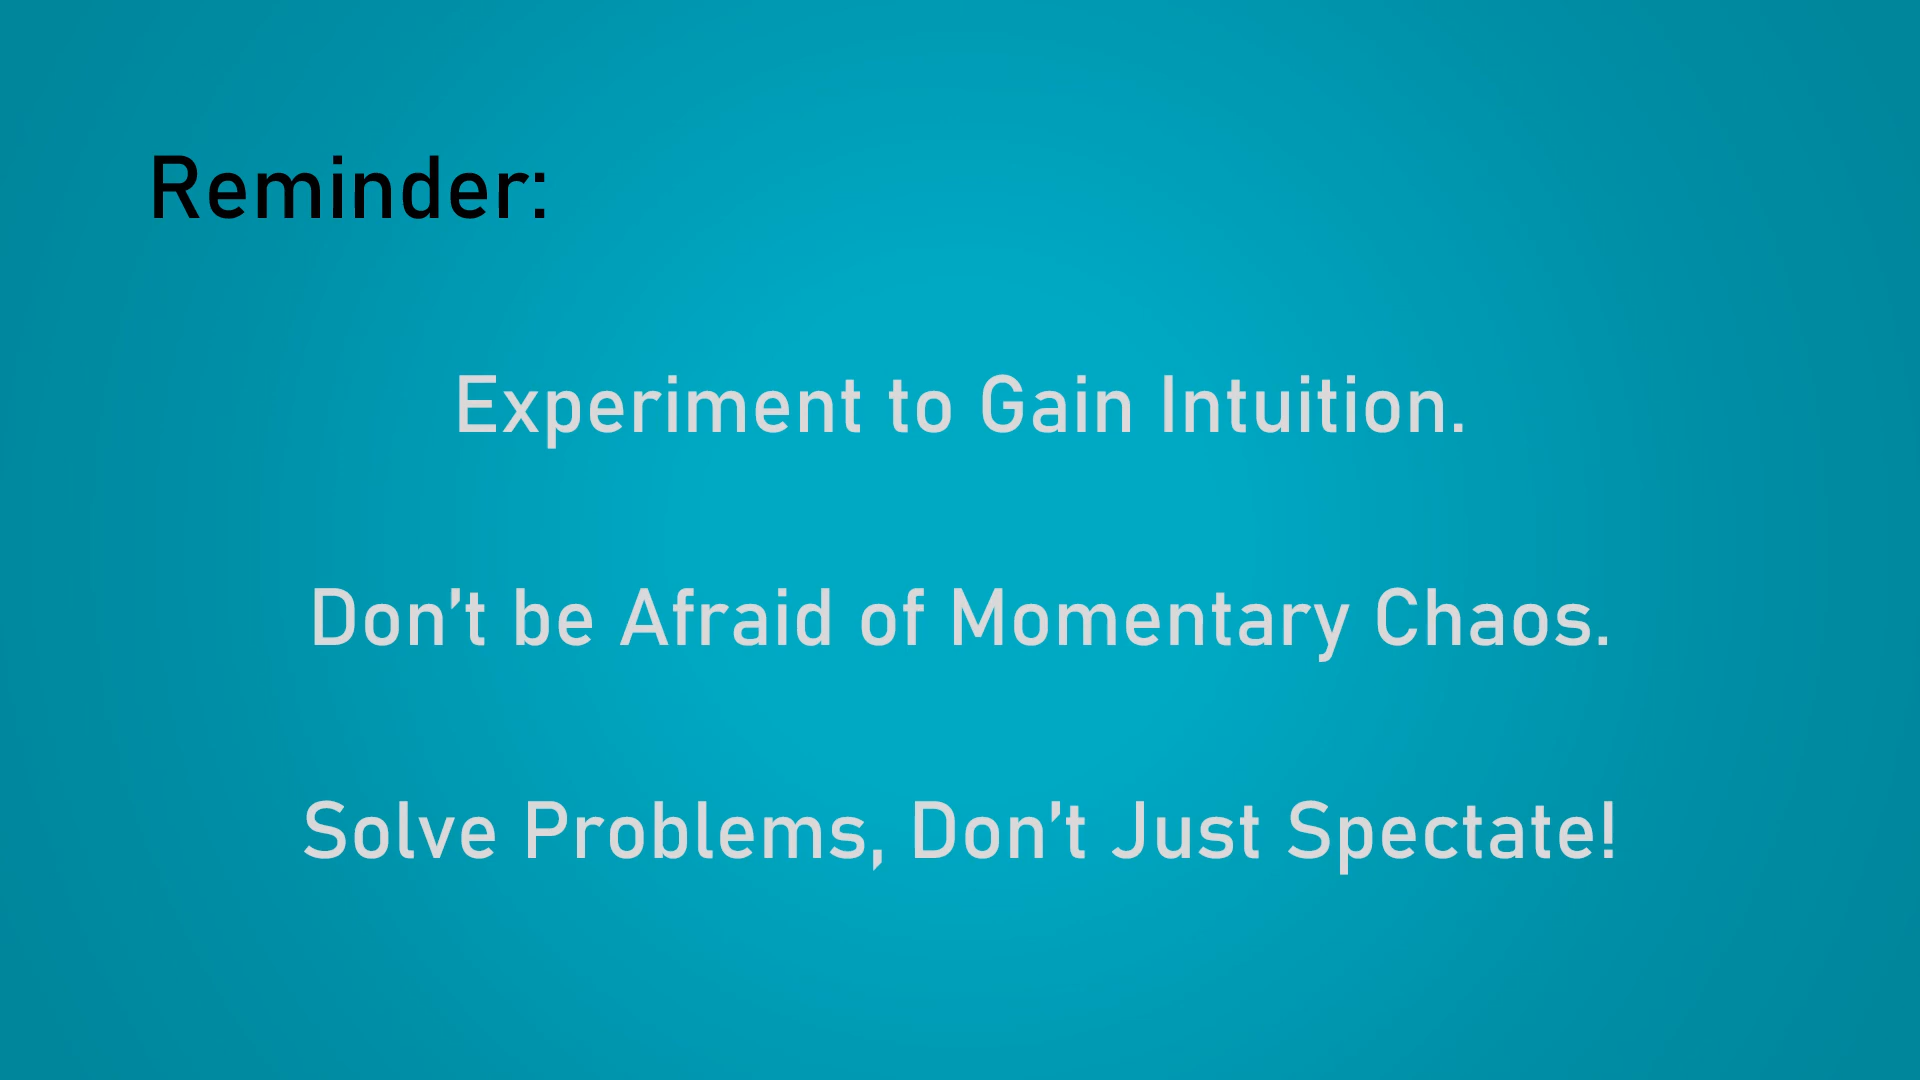 Reminder:
Experiment to Gain Intuition.
Don't be Afraid of Momentary Chaos.
Solve Problems, Don't Just Spectate!